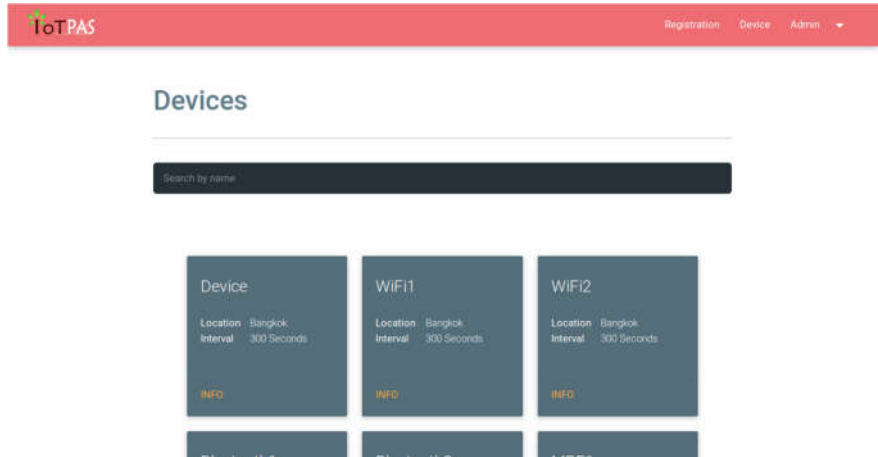 IoTPAS
Registration Device Admin
Devices
Search by name
Device WiFi1 WiFi2
Location Bangkok Location Bangkok Location Bangkok
Interval 300 Seconds Interval 300 Seconds Interval 300 Seconds
INFO INFO INFO